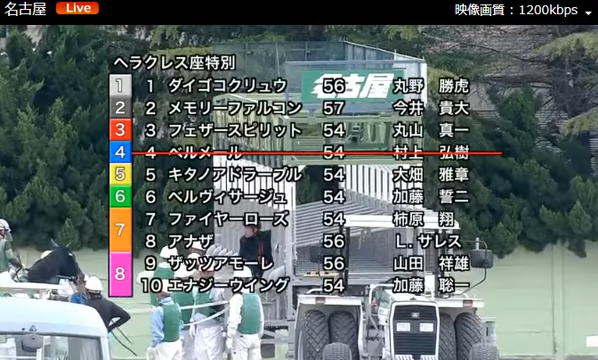 名古屋 Live 映像画質：1200kbps
ヘラクレス座特別
名古屋
1 1 ダイゴコクリュウ 56 丸野 勝虎
2 2 メモリーファルコン 57 今井 貴大
3 3 フェザースピリット 54 丸山 真一
4 4 ベルメール 54 村上 弘樹
5 5 キタノアドラーブル 54 大畑 雅章
6 6 ベルヴィサージュ 54 加藤 誓二
7 7 ファイヤーローズ 54 柿原 翔
8 アナザ 56 L．サレス
8 9 ザッツアモーレ 56 山田 祥雄
10 エナジーウイング 54 加藤 聡一